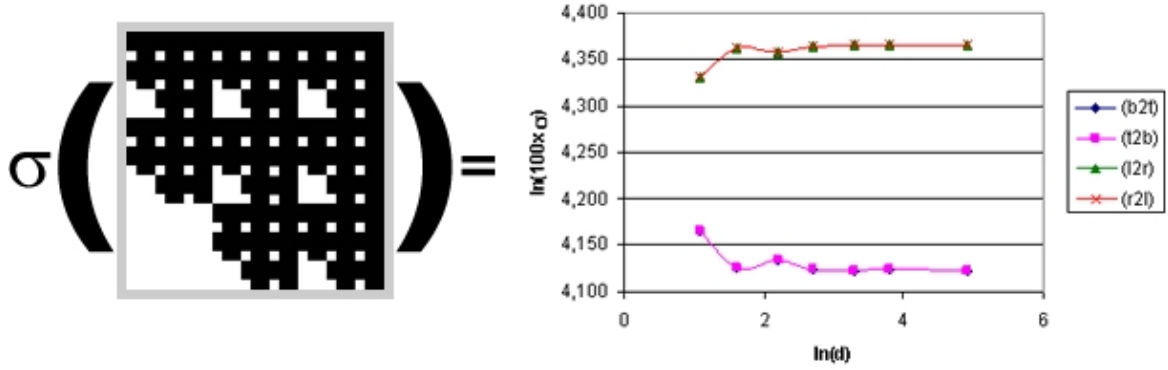 σ( ) =
4,400
4,350
4,300
4,250
4,200
4,150
4,100
ln(100xσ)
0 2 4 6
ln(d)
(b2t)
(t2b)
(l2r)
(r2l)